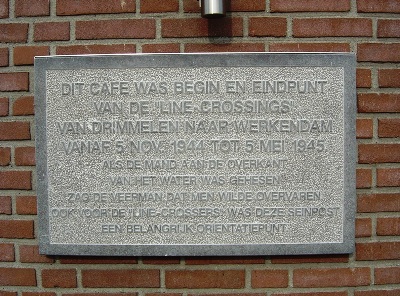 DIT CAFE WAS BEGIN EN EINDPUNT
VAN DE 'LINE-CROSSINGS'
VAN DRIMMELEN NAAR WERKENDAM
VANAF 5 NOV. 1944 TOT 5 MEI 1945.
ALS DE MAND AAN DE OVERKANT
VAN HET WATER WAS GEHESEN
ZAG DE VEERMAN DAT MEN WILDE OVERVAREN
OOK VOOR DE 'LINE-CROSSERS' WAS DEZE SEINPOST
EEN BELANGRIJK ORIENTATIEPUNT